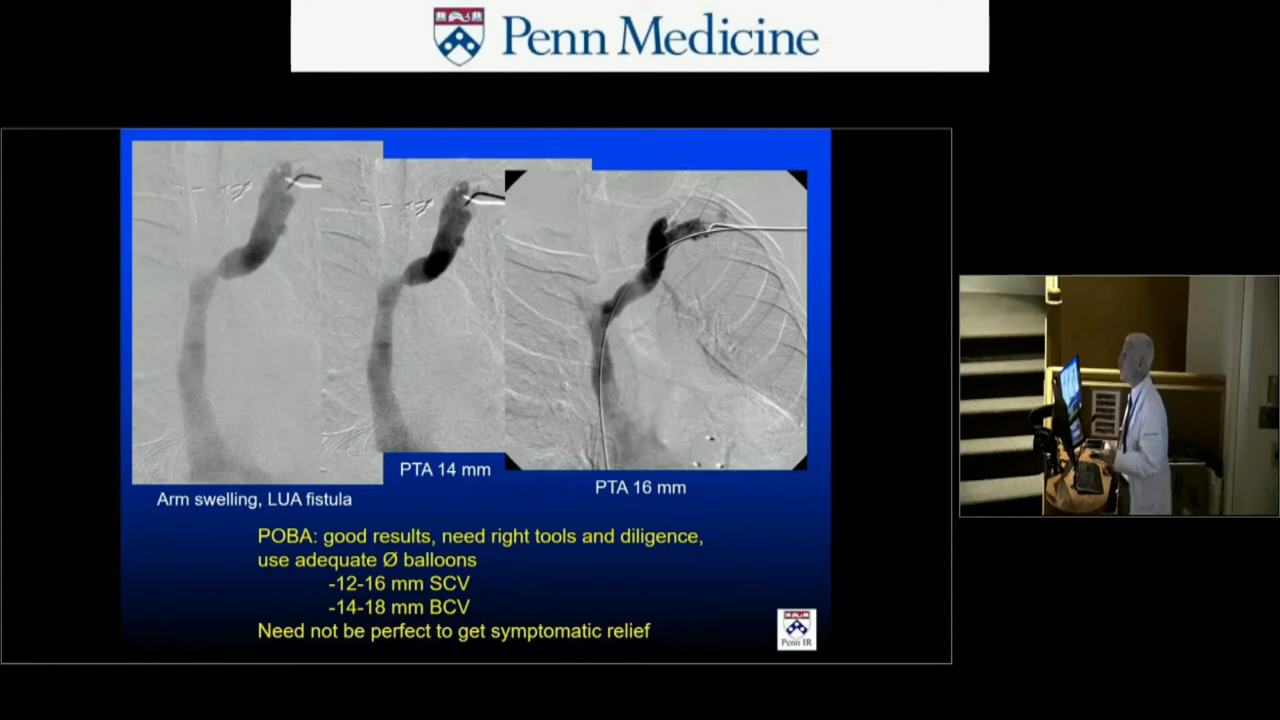 Penn Medicine
PTA 14 mm
Arm swelling, LUA fistula
PTA 16 mm
POBA: good results, need right tools and diligence,
use adequate Ø balloons
-12-16 mm SCV
-14-18 mm BCV
Need not be perfect to get symptomatic relief
Penn IR